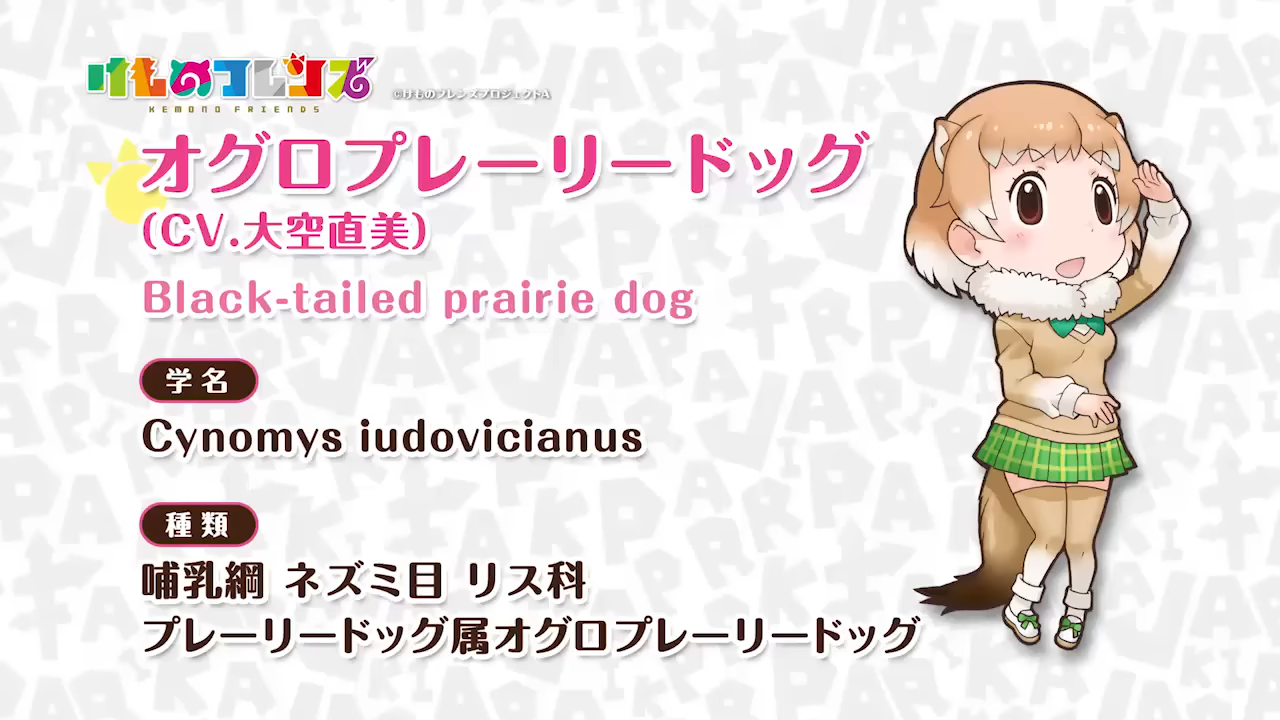 けものフレンズ
KEMONO FRIENDS
©けものフレンズプロジェクトA
オグロプレーリードッグ
(CV.大空直美)
Black-tailed prairie dog
学名
Cynomys iudovicianus
種類
哺乳綱 ネズミ目 リス科
プレーリードッグ属オグロプレーリードッグ